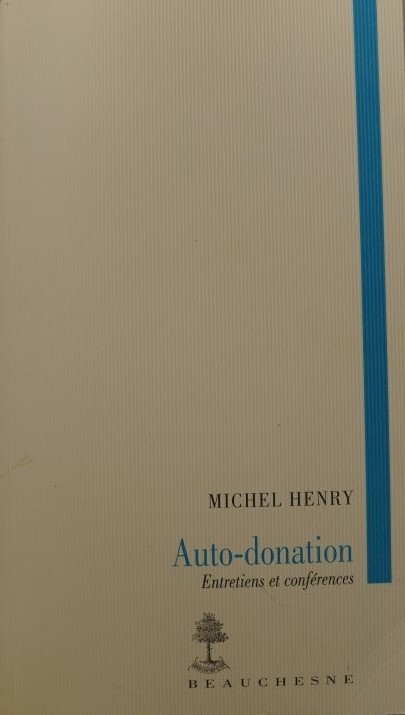 MICHEL HENRY
Auto-donation
Entretiens et conférences
BEAUCHESNE